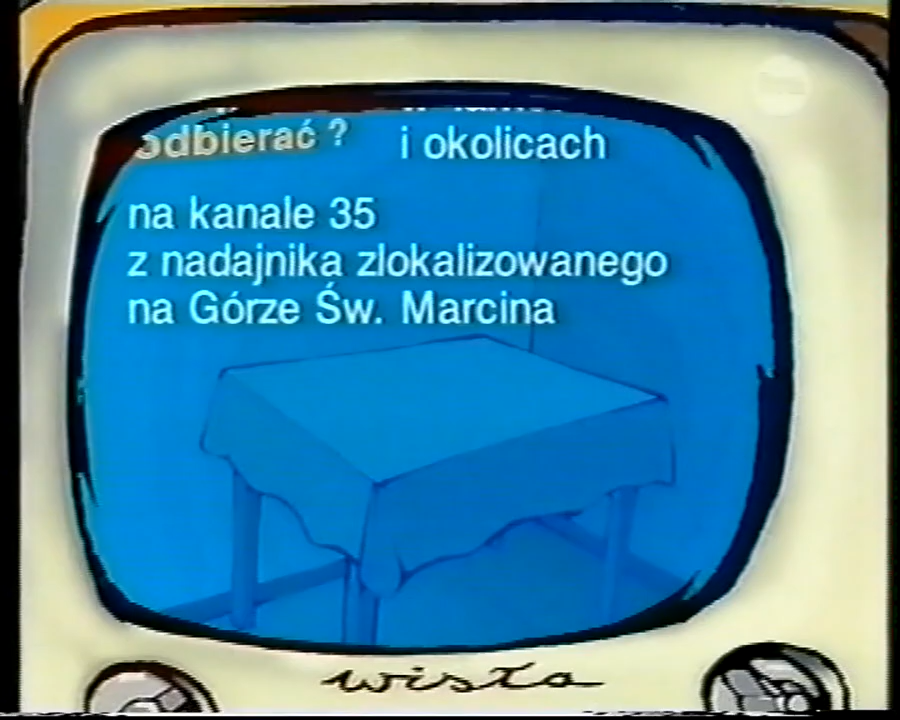 odbierać ?
i okolicach
na kanale 35
z nadajnika zlokalizowanego
na Górze Św. Marcina
wisła